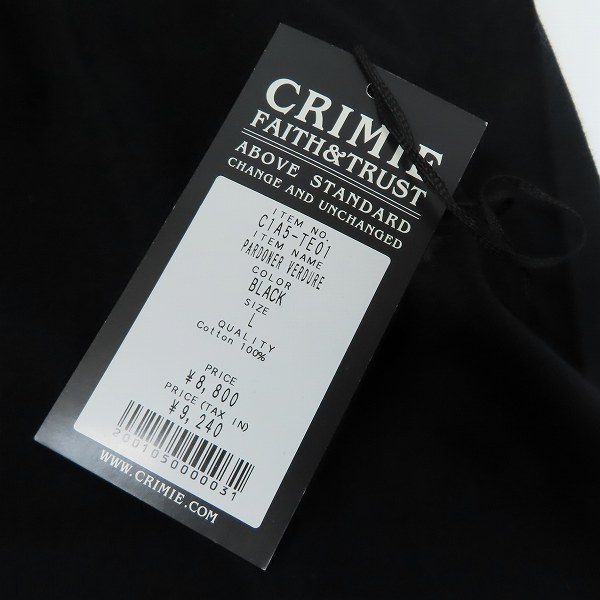 CRIMIE
FAITH&TRUST
ABOVE STANDARD
CHANGE AND UNCHANGED
ITEM NO.
C1A5-TE01
ITEM NAME
PARDONER VERDURE
COLOR
BLACK
SIZE
L
QUALITY
Cotton 100%
PRICE
¥8,800
PRICE(TAX IN)
¥9,240
2001050000031
WWW.CRIMIE.COM